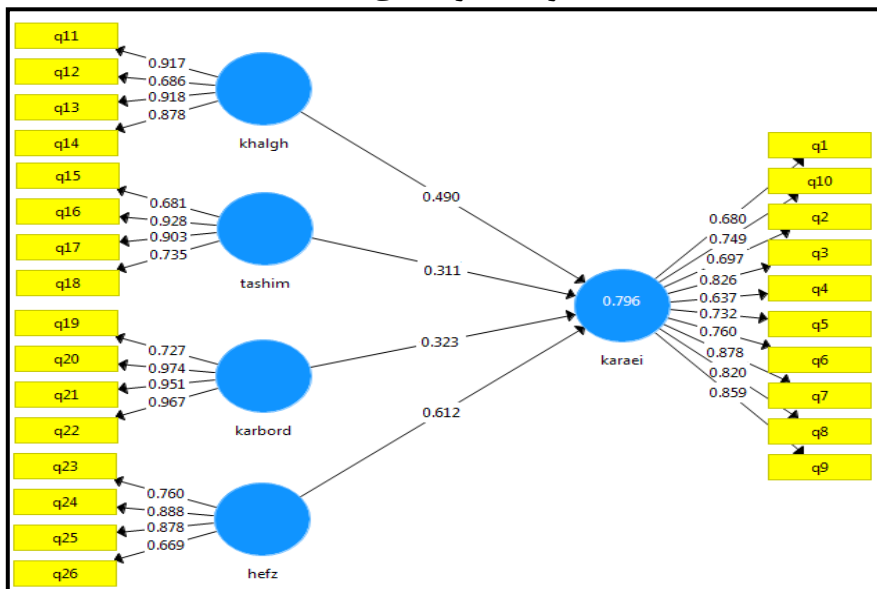 q11
q12
q13
q14
0.917
0.686
0.918
0.878
khalgh
q15
q16
q17
q18
0.681
0.928
0.903
0.735
tashim
q19
q20
q21
q22
0.727
0.974
0.951
0.967
karbord
q23
q24
q25
q26
0.760
0.888
0.878
0.669
hefz
0.490
0.311
0.323
0.612
0.796
karaei
0.680
0.749
0.697
0.826
0.637
0.732
0.760
0.878
0.820
0.859
q1
q10
q2
q3
q4
q5
q6
q7
q8
q9